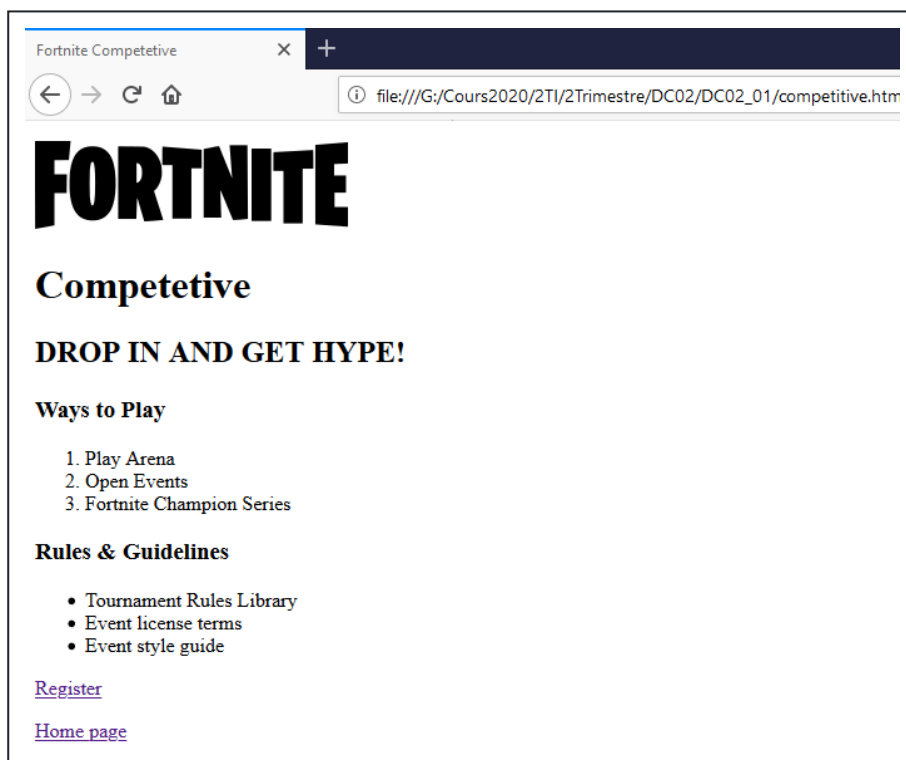 Fortnite Competetive
file:///G:/Cours2020/2TI/2Trimestre/DC02/DC02_01/competitive.htm
FORTNITE
Competetive
DROP IN AND GET HYPE!
Ways to Play
1. Play Arena
2. Open Events
3. Fortnite Champion Series
Rules & Guidelines
• Tournament Rules Library
• Event license terms
• Event style guide
Register
Home page